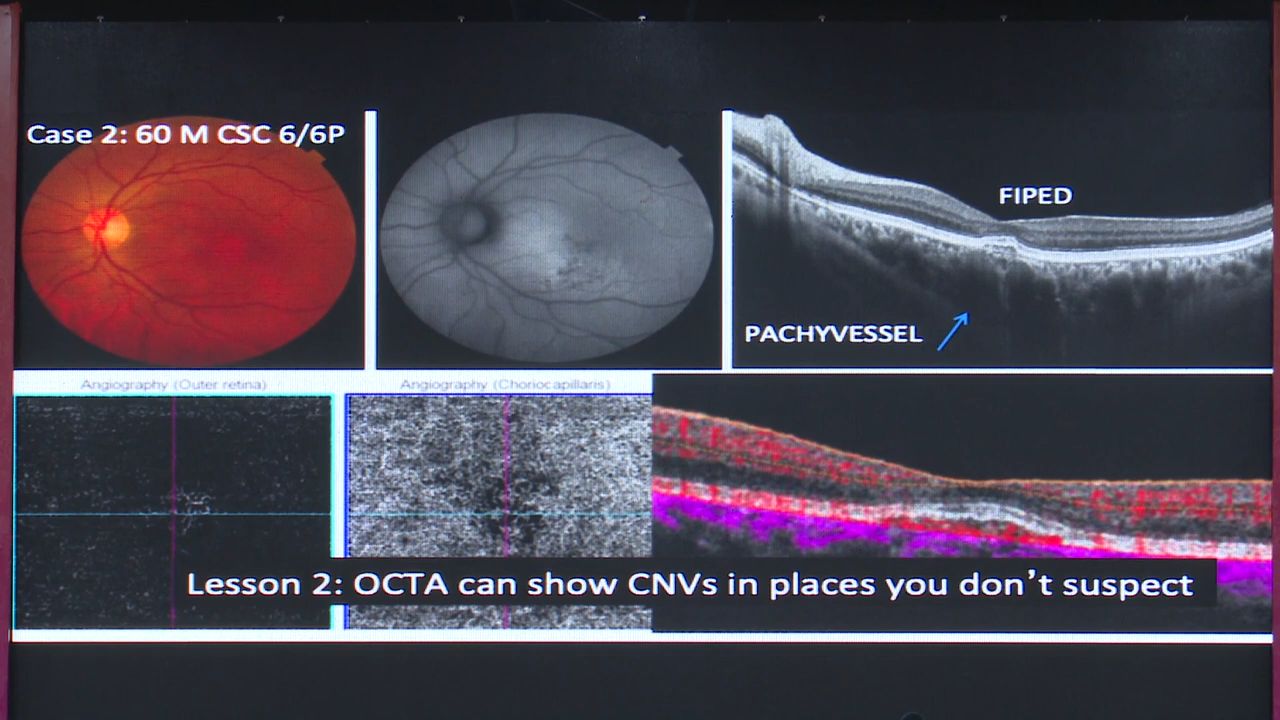 Case 2: 60 M CSC 6/6P
FIPED
PACHYVESSEL
Angiography (Outer retina)
Angiography (Choriocapillaris)
Lesson 2: OCTA can show CNVs in places you don’t suspect